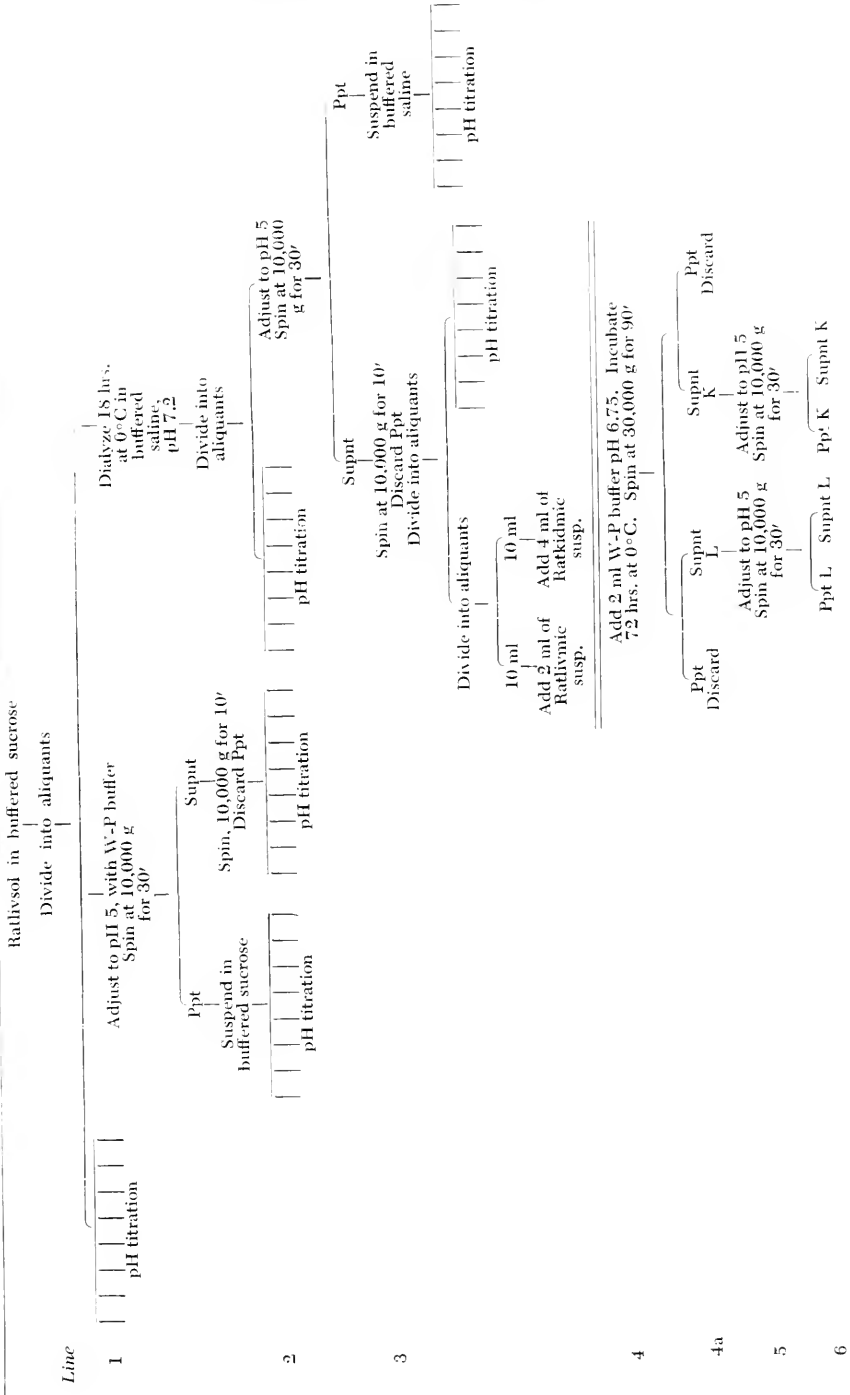 Ratlivsol in buffered sucrose
Divide into aliquants
Line
1
pH titration
Adjust to pH 5, with W-P buffer
Spin at 10,000 g
for 30′
Dialyze 18 hrs.
at 0°C in
buffered
saline,
pH 7.2
Divide into
aliquants
2
Ppt
Suspend in
buffered sucrose
pH titration
Supnt
Spin, 10,000 g for 10′
Discard Ppt
pH titration
pH titration
Adjust to pH 5
Spin at 10,000
g for 30′
3
Supnt
Spin at 10,000 g for 10′
Discard Ppt
Divide into aliquants
Ppt
Suspend in
buffered
saline
pH titration
Divide into aliquants
pH titration
10 ml
Add 2 ml of
Ratlivmic
susp.
10 ml
Add 4 ml of
Ratkidmic
susp.
4
Add 2 ml W-P buffer pH 6.75. Incubate
72 hrs. at 0°C. Spin at 30,000 g for 90′
4a
Ppt
Discard
Supnt
L
Supnt
K
Ppt
Discard
5
Adjust to pH 5
Spin at 10,000 g
for 30′
Adjust to pH 5
Spin at 10,000 g
for 30′
6
Ppt L
Supnt L
Ppt K
Supnt K